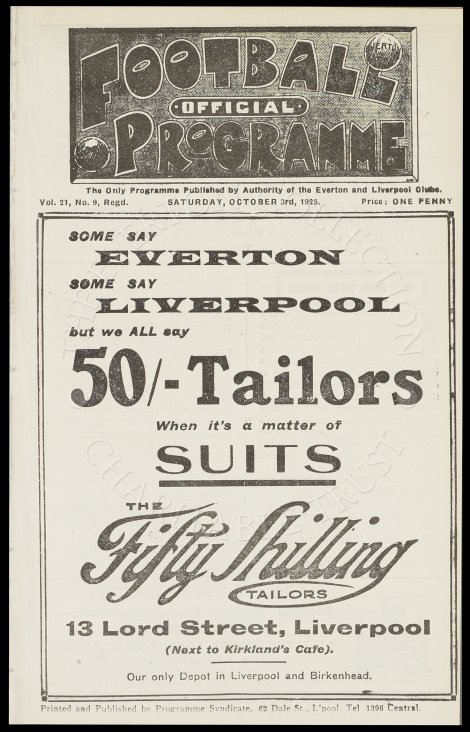 FOOTBALL
EVERTON
OFFICIAL
PROGRAMME
The Only Programme Published by Authority of the Everton and Liverpool Clubs.
Vol. 21, No. 9, Regd. SATURDAY, OCTOBER 3rd, 1925. Price: ONE PENNY
SOME SAY
EVERTON
SOME SAY
LIVERPOOL
but we ALL say
50/- Tailors
When it's a matter of
SUITS
THE
Fifty Shilling
TAILORS
13 Lord Street, Liverpool
(Next to Kirkland's Cafe).
Our only Depot in Liverpool and Birkenhead.
Printed and Published by Programme Syndicate, 62 Dale St., L'pool. Tel 1396 Central.
COLLECTION
CHARITABLE TRUST